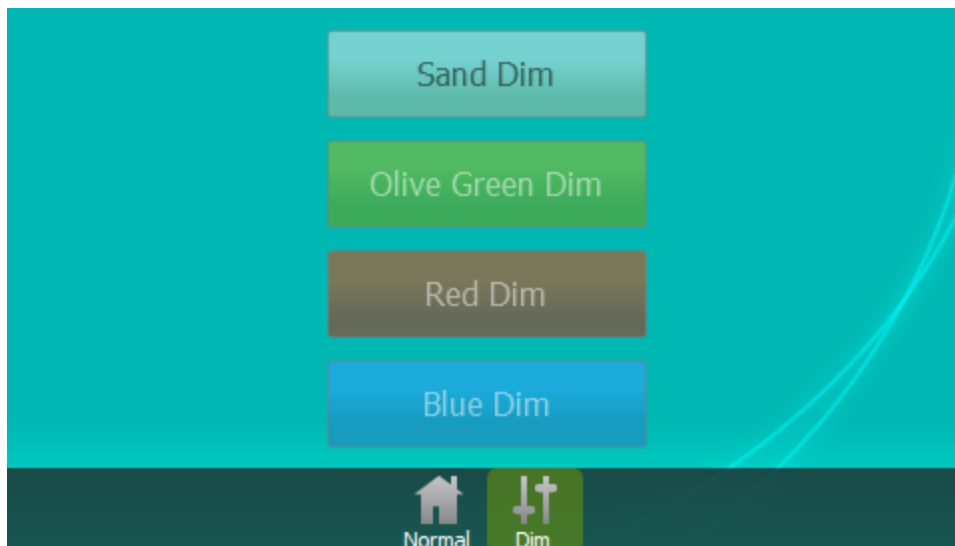 Sand Dim
Olive Green Dim
Red Dim
Blue Dim
Normal Dim